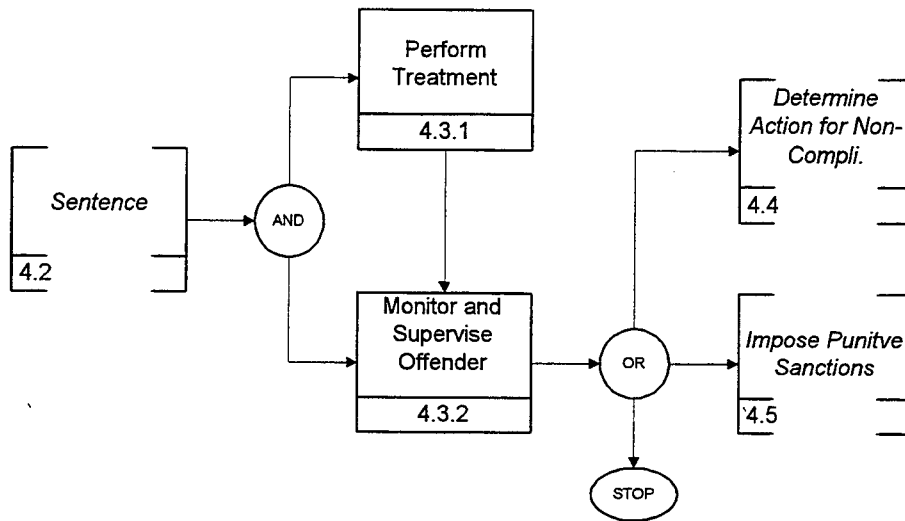 Perform
Treatment
4.3.1
Sentence
4.2
AND
Monitor and
Supervise
Offender
4.3.2
OR
STOP
Determine
Action for Non-
Compli.
4.4
Impose Punitve
Sanctions
4.5